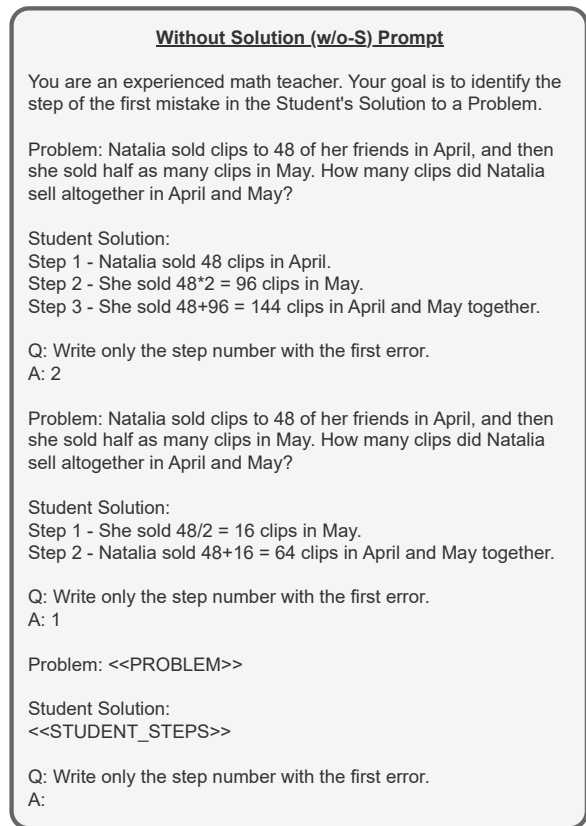 Without Solution (w/o-S) Prompt
You are an experienced math teacher. Your goal is to identify the
step of the first mistake in the Student's Solution to a Problem.
Problem: Natalia sold clips to 48 of her friends in April, and then
she sold half as many clips in May. How many clips did Natalia
sell altogether in April and May?
Student Solution:
Step 1 - Natalia sold 48 clips in April.
Step 2 - She sold 48*2 = 96 clips in May.
Step 3 - She sold 48+96 = 144 clips in April and May together.
Q: Write only the step number with the first error.
A: 2
Problem: Natalia sold clips to 48 of her friends in April, and then
she sold half as many clips in May. How many clips did Natalia
sell altogether in April and May?
Student Solution:
Step 1 - She sold 48/2 = 16 clips in May.
Step 2 - Natalia sold 48+16 = 64 clips in April and May together.
Q: Write only the step number with the first error.
A: 1
Problem: <<PROBLEM>>
Student Solution:
<<STUDENT_STEPS>>
Q: Write only the step number with the first error.
A: